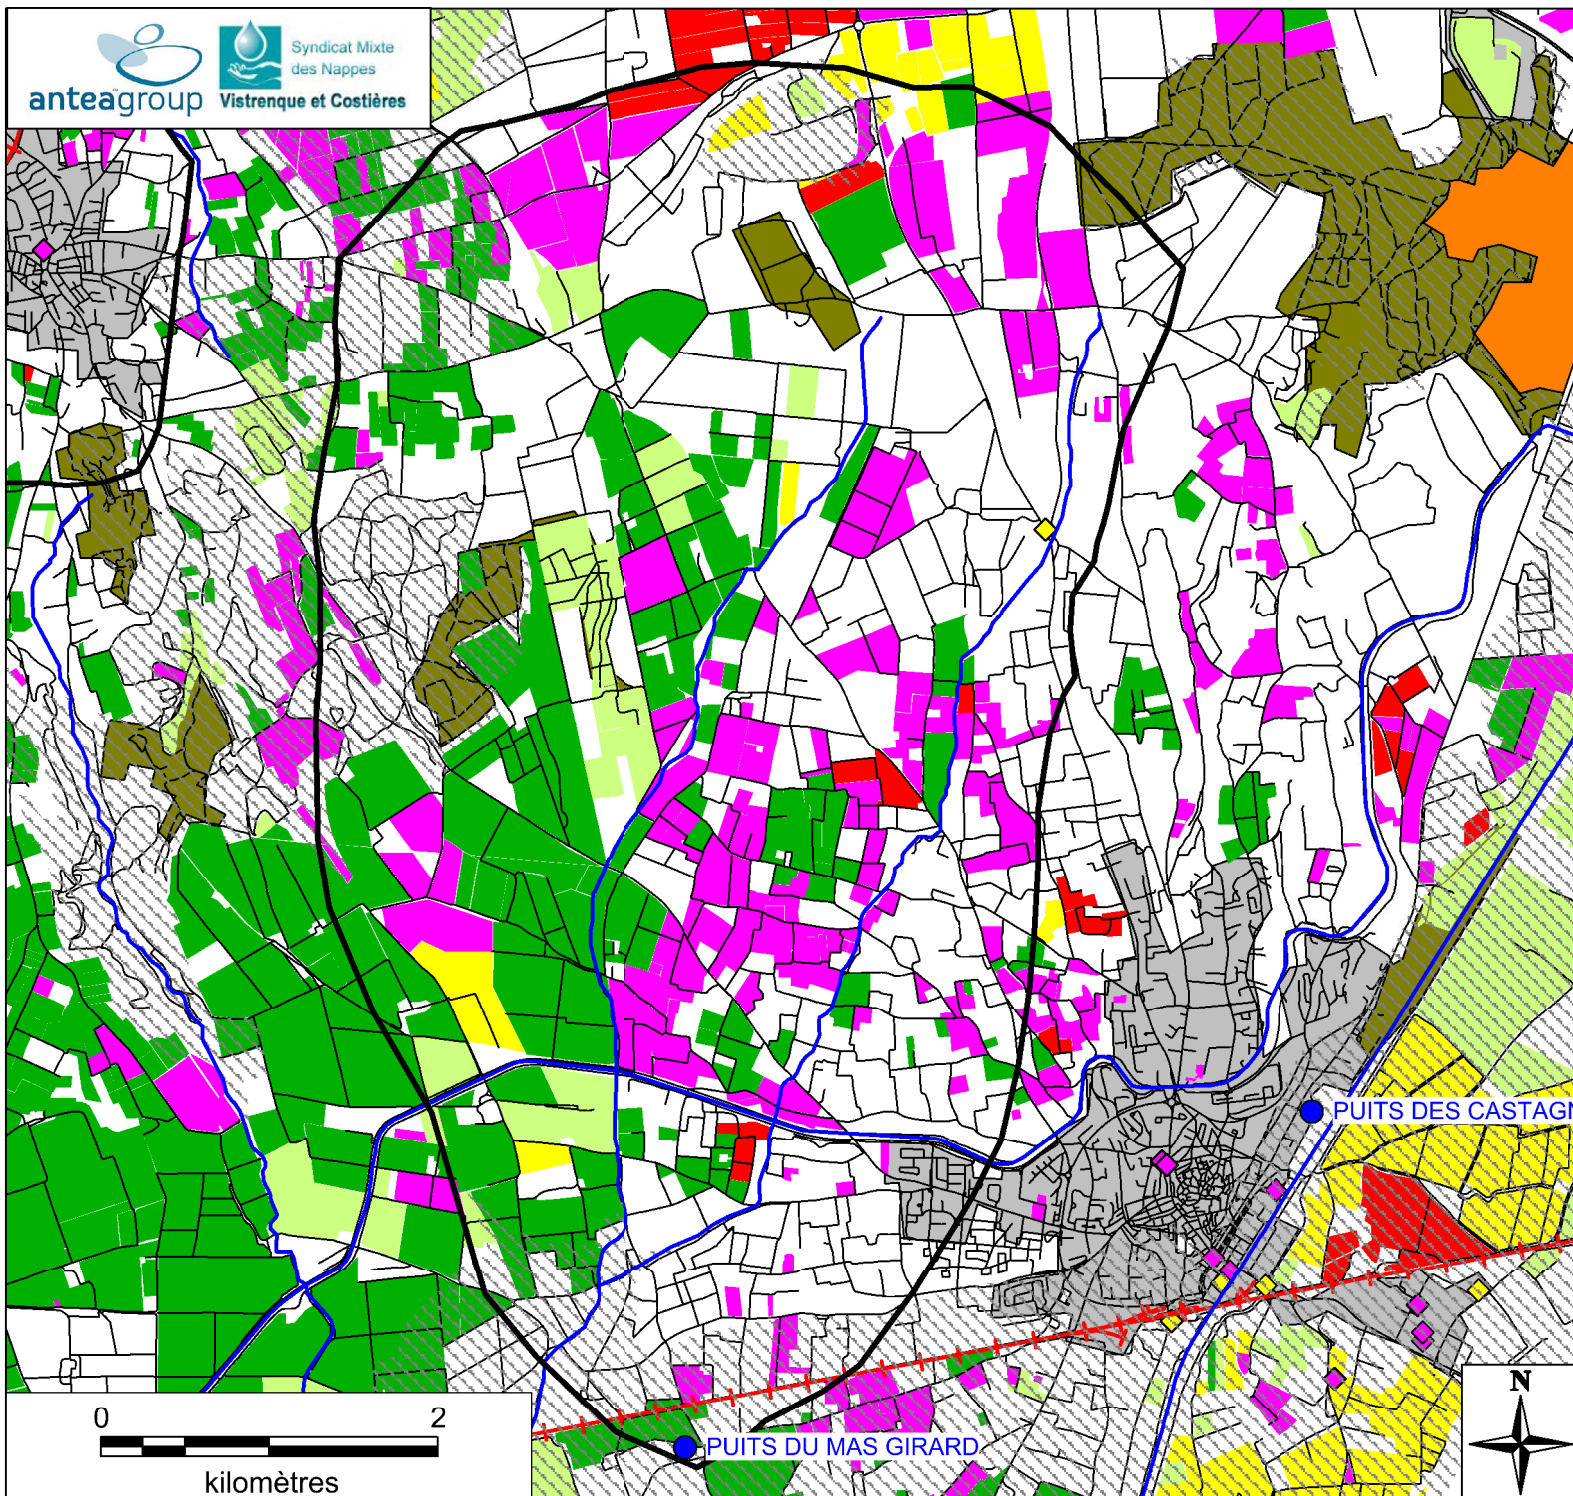 anteagroup
Syndicat Mixte
des Nappes
Vistrenque et Costières
PUITS DES CASTAGN
PUITS DU MAS GIRARD
0 2
kilomètres
N